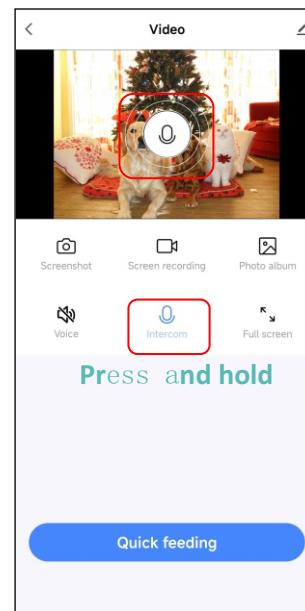 Video
Screenshot Screen recording Photo album
Voice Intercom Full screen
Press and hold
Quick feeding